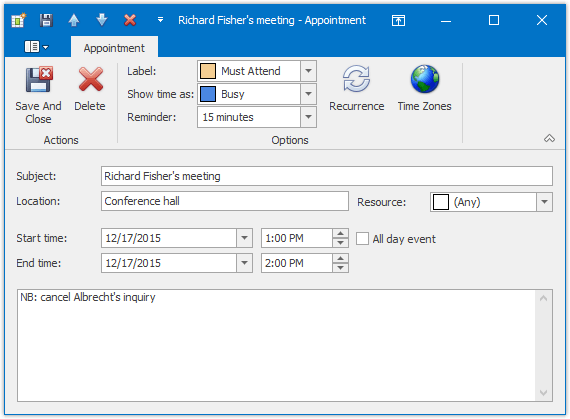 Richard Fisher's meeting - Appointment
Appointment
Save And Close
Delete
Label: Must Attend
Show time as: Busy
Reminder: 15 minutes
Recurrence
Time Zones
Actions
Options
Subject: Richard Fisher's meeting
Location: Conference hall
Resource: (Any)
Start time: 12/17/2015 1:00 PM All day event
End time: 12/17/2015 2:00 PM
NB: cancel Albrecht's inquiry